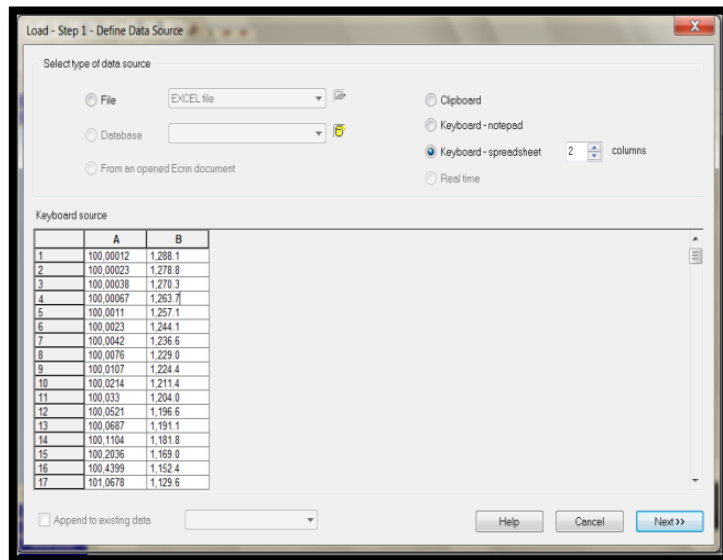 Load - Step 1 - Define Data Source
Select type of data source
File EXCEL file
Clipboard
Database
Keyboard - notepad
Keyboard - spreadsheet 2 columns
From an opened Ecrin document
Real time
Keyboard source
A B
1 100,00012 1,288.1
2 100,00023 1,278.8
3 100,00038 1,270.3
4 100,00067 1,263.7
5 100,0011 1,257.1
6 100,0023 1,244.1
7 100,0042 1,236.6
8 100,0076 1,229.0
9 100,0107 1,224.4
10 100,0214 1,211.4
11 100,033 1,204.0
12 100,0521 1,196.6
13 100,0687 1,191.1
14 100,1104 1,181.8
15 100,2036 1,169.0
16 100,4399 1,152.4
17 101,0678 1,129.6
Append to existing data
Help Cancel Next>>